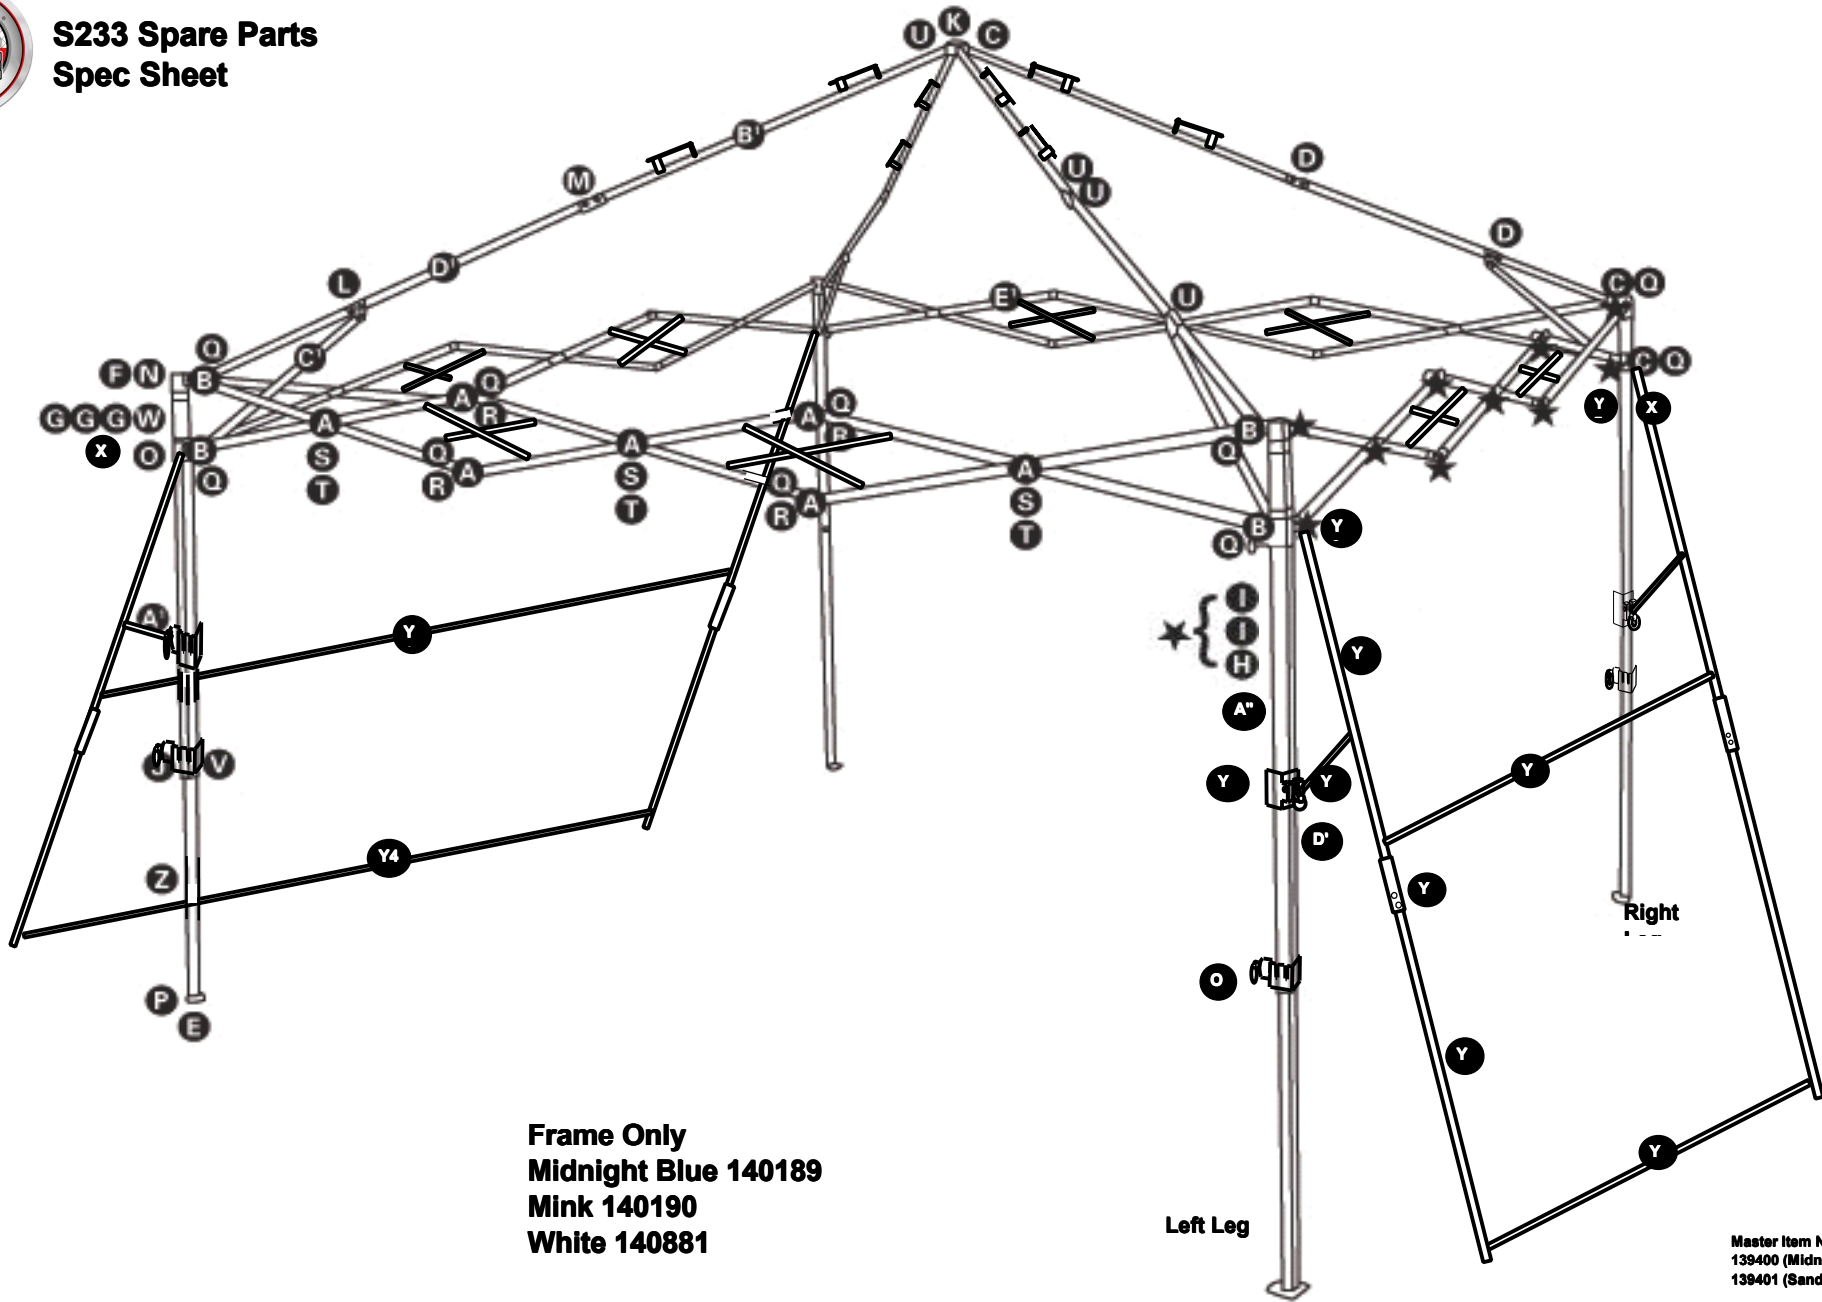 S233 Spare Parts
Spec Sheet
U K C
B'
M
D
U
U
D
D'
L
C Q
E'
U
Q
C'
F N
B
Q
C Q
A
Y
X
G G G W
A
R
A
Q
B
X
O
B
S
Q
A
R
Q
Q
T
R
A
S
Q
A
S
B
T
R
A
T
Q
Y
I
I
H
A'
Y
Y
A"
J
V
Y
Y
Y
D'
Y4
Z
Y
Right
O
P
E
Y
Frame Only
Midnight Blue 140189
Mink 140190
White 140881
Y
Left Leg
Master Item N
139400 (Midn
139401 (Sand